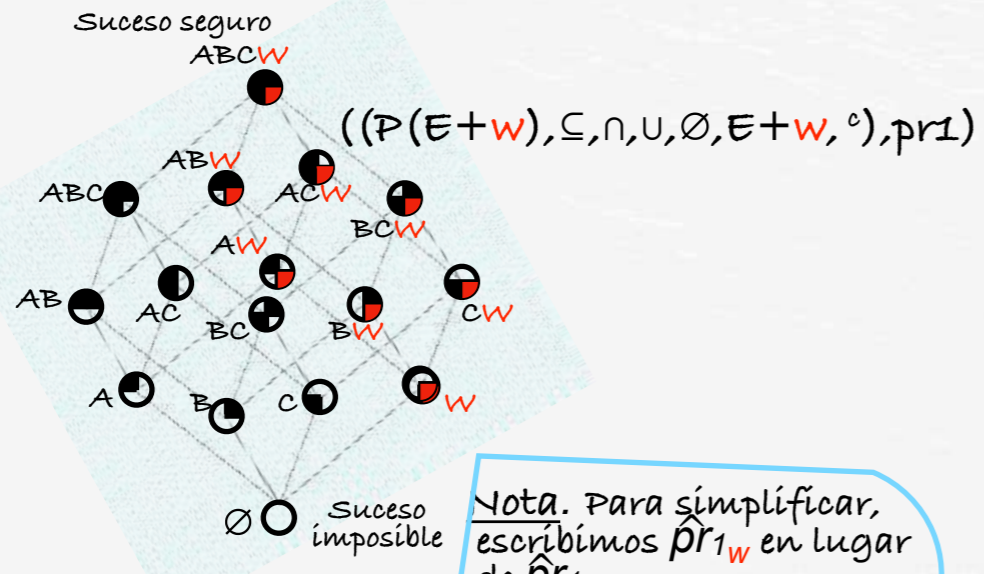 Suceso seguro
ABCW
((P(E+w),⊆,∩,∪,∅,E+w, ᶜ),pr1)
ABW
ACW
ABC
BCW
AW
AB
AC
CW
BC
BW
A
B
C
W
∅
Suceso
imposible
Nota. Para simplificar,
escribimos p̂r₁w en lugar
de p̂r